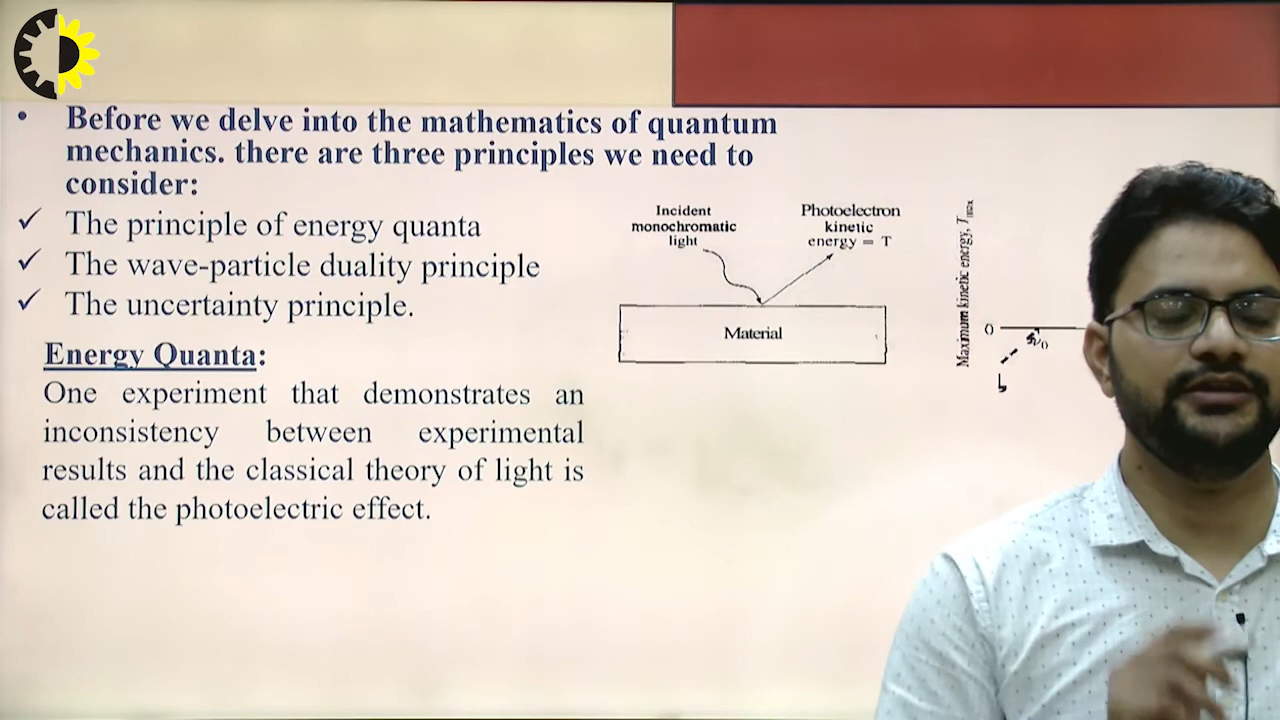 Before we delve into the mathematics of quantum
mechanics. there are three principles we need to
consider:
The principle of energy quanta
The wave-particle duality principle
The uncertainty principle.
Energy Quanta:
One experiment that demonstrates an
inconsistency between experimental
results and the classical theory of light is
called the photoelectric effect.
Incident
monochromatic
light
Photoelectron
kinetic
energy = T
Material
Maximum kinetic energy, Tmax
0
ν0